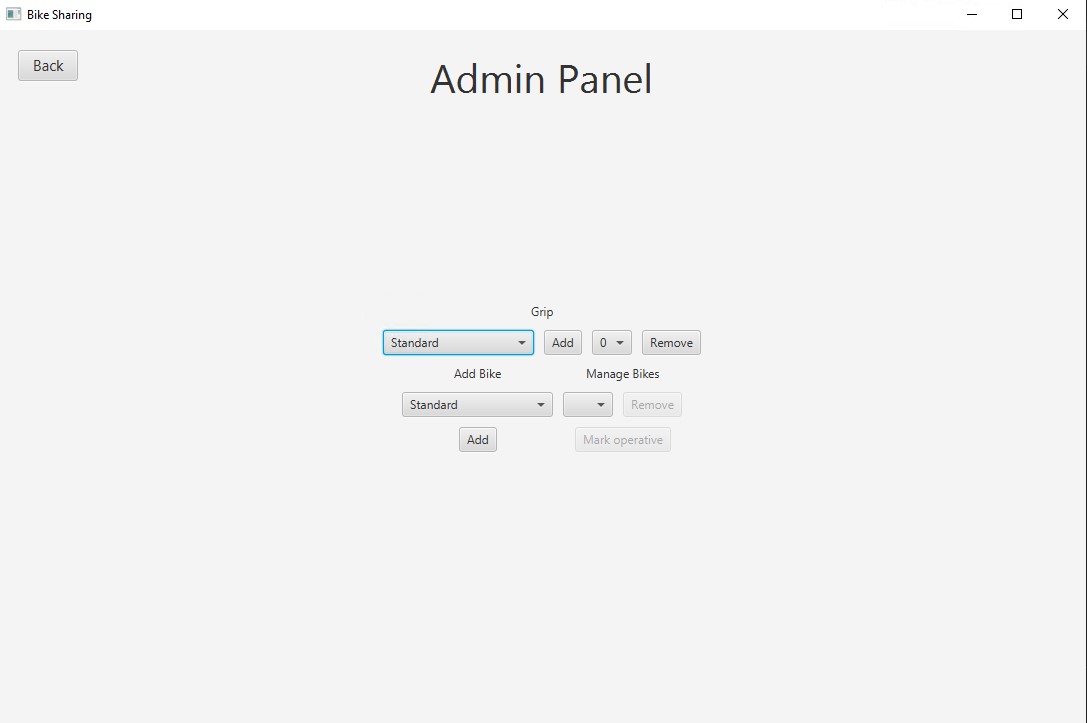 Bike Sharing
Back
Admin Panel
Grip
Standard Add 0 Remove
Add Bike Manage Bikes
Standard Remove
Add Mark operative